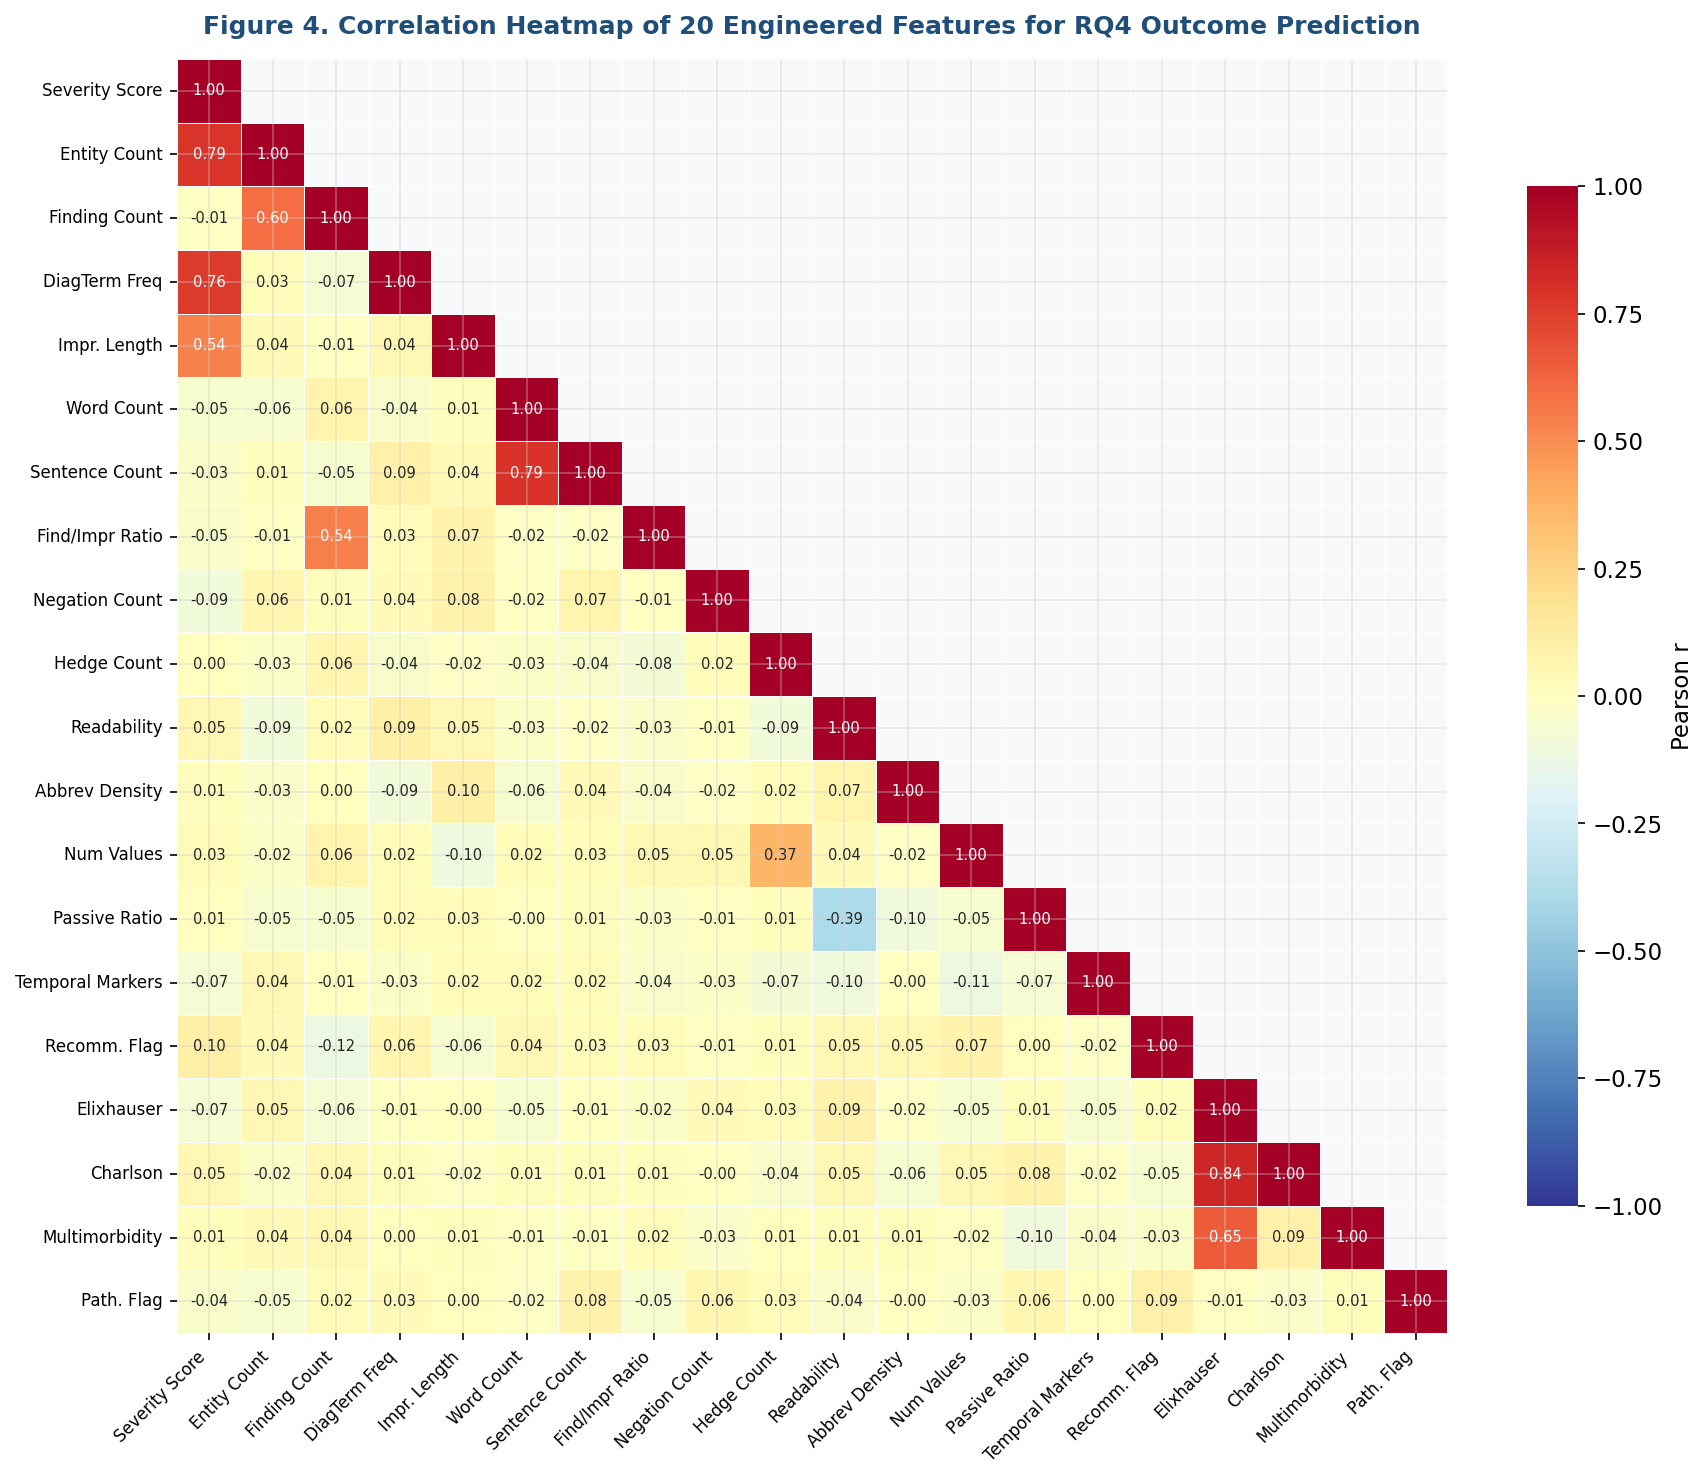 Figure 4. Correlation Heatmap of 20 Engineered Features for RQ4 Outcome Prediction
Severity Score 1.00
Entity Count 0.79 1.00
Finding Count -0.01 0.60 1.00
DiagTerm Freq 0.76 0.03 -0.07 1.00
Impr. Length 0.54 0.04 -0.01 0.04 1.00
Word Count -0.05 -0.06 0.06 -0.04 0.01 1.00
Sentence Count -0.03 0.01 -0.05 0.09 0.04 0.79 1.00
Find/Impr Ratio -0.05 -0.01 0.54 0.03 0.07 -0.02 -0.02 1.00
Negation Count -0.09 0.06 0.01 0.04 0.08 -0.02 0.07 -0.01 1.00
Hedge Count 0.00 -0.03 0.06 -0.04 -0.02 -0.03 -0.04 -0.08 0.02 1.00
Readability 0.05 -0.09 0.02 0.09 0.05 -0.03 -0.02 -0.03 -0.01 -0.09 1.00
Abbrev Density 0.01 -0.03 0.00 -0.09 0.10 -0.06 0.04 -0.04 -0.02 0.02 0.07 1.00
Num Values 0.03 -0.02 0.06 0.02 -0.10 0.02 0.03 0.05 0.05 0.37 0.04 -0.02 1.00
Passive Ratio 0.01 -0.05 -0.05 0.02 0.03 -0.00 0.01 -0.03 -0.01 0.01 -0.39 -0.10 -0.05 1.00
Temporal Markers -0.07 0.04 -0.01 -0.03 0.02 0.02 0.02 -0.04 -0.03 -0.07 -0.10 -0.00 -0.11 -0.07 1.00
Recomm. Flag 0.10 0.04 -0.12 0.06 -0.06 0.04 0.03 0.03 -0.01 0.01 0.05 0.05 0.07 0.00 -0.02 1.00
Elixhauser -0.07 0.05 -0.06 -0.01 -0.00 -0.05 -0.01 -0.02 0.04 0.03 0.09 -0.02 -0.05 0.01 -0.05 0.02 1.00
Charlson 0.05 -0.02 0.04 0.01 -0.02 0.01 0.01 0.01 -0.00 -0.04 0.05 -0.06 0.05 0.08 -0.02 -0.05 0.84 1.00
Multimorbidity 0.01 0.04 0.04 0.00 0.01 -0.01 -0.01 0.02 -0.03 0.01 0.01 0.01 -0.02 -0.10 -0.04 -0.03 0.65 0.09 1.00
Path. Flag -0.04 -0.05 0.02 0.03 0.00 -0.02 0.08 -0.05 0.06 0.03 -0.04 -0.00 -0.03 0.06 0.00 0.09 -0.01 -0.03 0.01 1.00
Severity Score
Entity Count
Finding Count
DiagTerm Freq
Impr. Length
Word Count
Sentence Count
Find/Impr Ratio
Negation Count
Hedge Count
Readability
Abbrev Density
Num Values
Passive Ratio
Temporal Markers
Recomm. Flag
Elixhauser
Charlson
Multimorbidity
Path. Flag
1.00
0.75
0.50
0.25
0.00
−0.25
−0.50
−0.75
−1.00
Pearson r